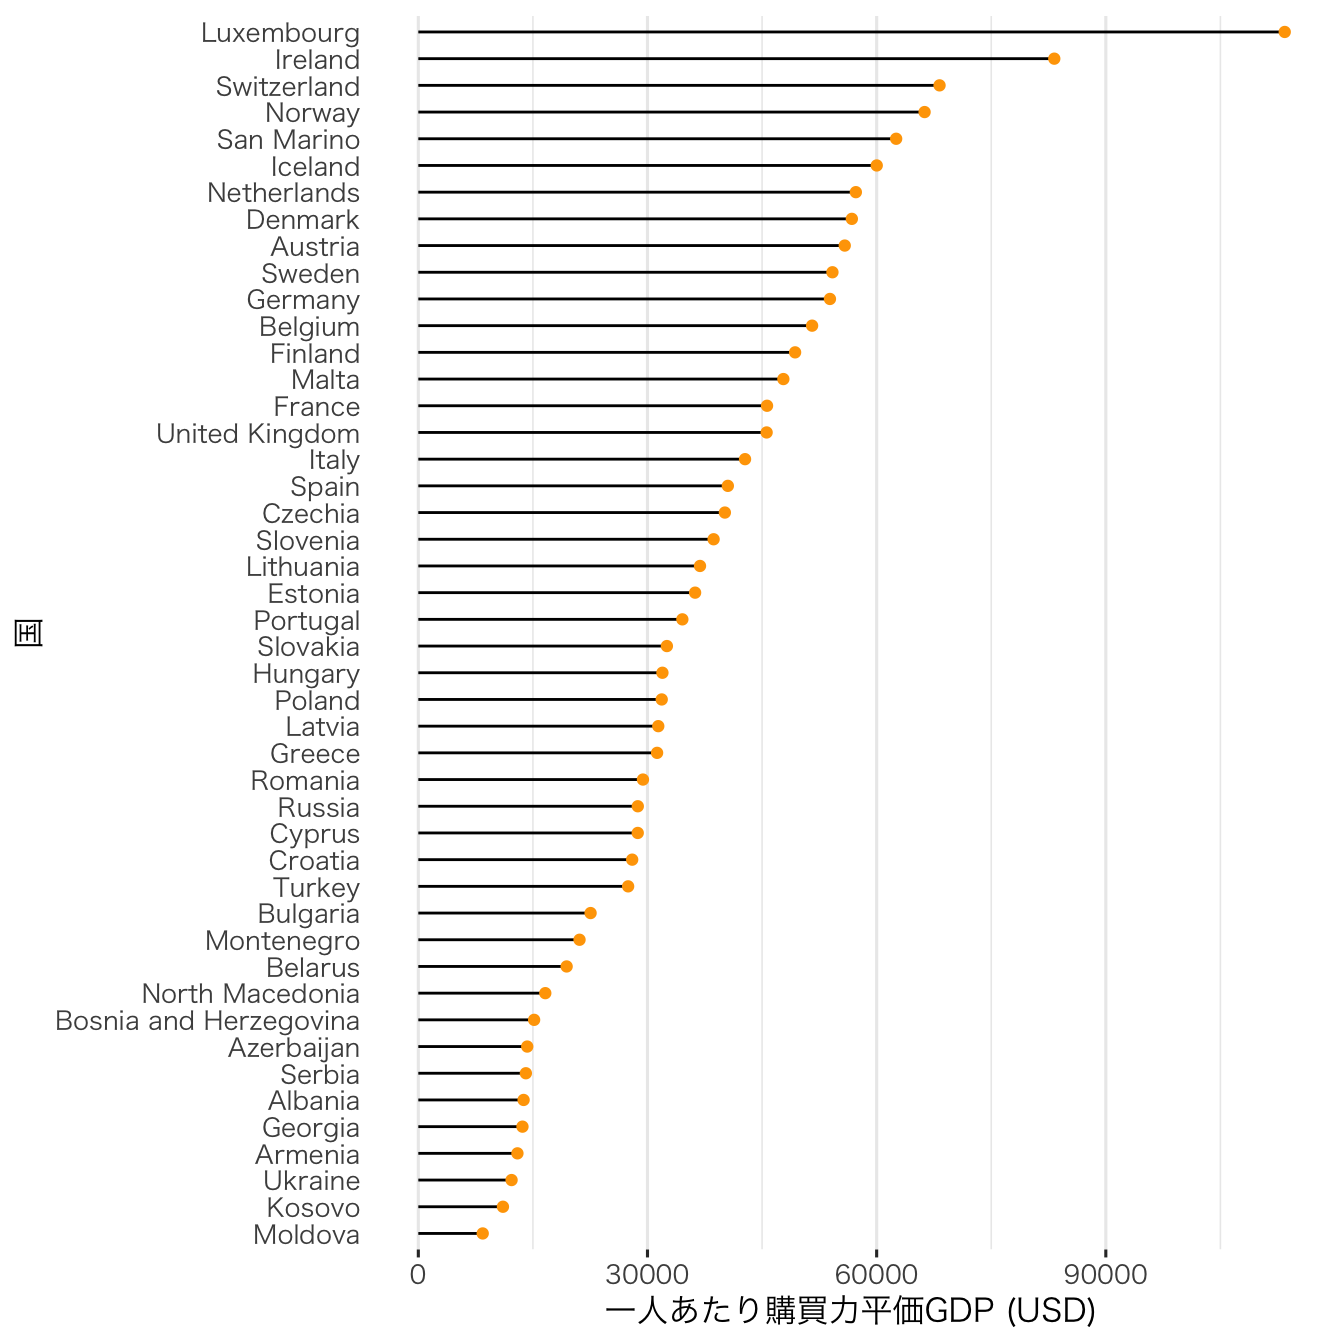 Luxembourg
Ireland
Switzerland
Norway
San Marino
Iceland
Netherlands
Denmark
Austria
Sweden
Germany
Belgium
Finland
Malta
France
United Kingdom
Italy
Spain
Czechia
Slovenia
Lithuania
Estonia
Portugal
Slovakia
Hungary
Poland
Latvia
Greece
Romania
Russia
Cyprus
Croatia
Turkey
Bulgaria
Montenegro
Belarus
North Macedonia
Bosnia and Herzegovina
Azerbaijan
Serbia
Albania
Georgia
Armenia
Ukraine
Kosovo
Moldova
国
0 30000 60000 90000
一人あたり購買力平価GDP (USD)